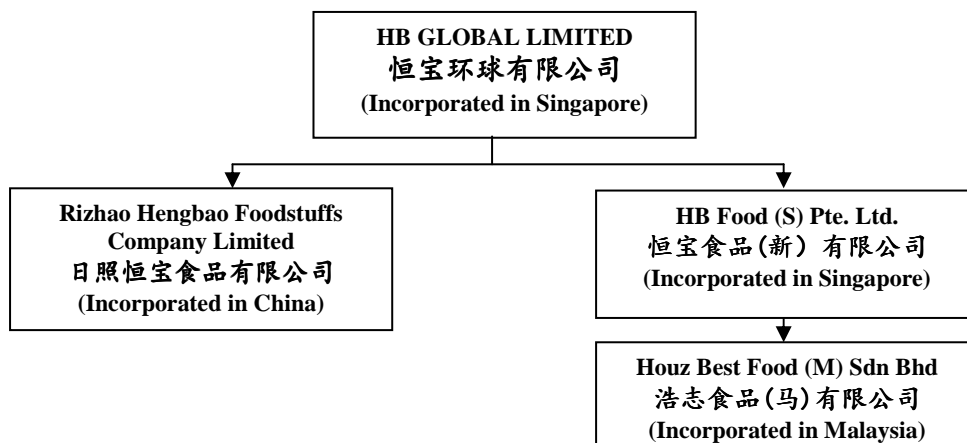 HB GLOBAL LIMITED
恒宝环球有限公司
(Incorporated in Singapore)
Rizhao Hengbao Foodstuffs
Company Limited
日照恒宝食品有限公司
(Incorporated in China)
HB Food (S) Pte. Ltd.
恒宝食品(新）有限公司
(Incorporated in Singapore)
Houz Best Food (M) Sdn Bhd
浩志食品(马)有限公司
(Incorporated in Malaysia)